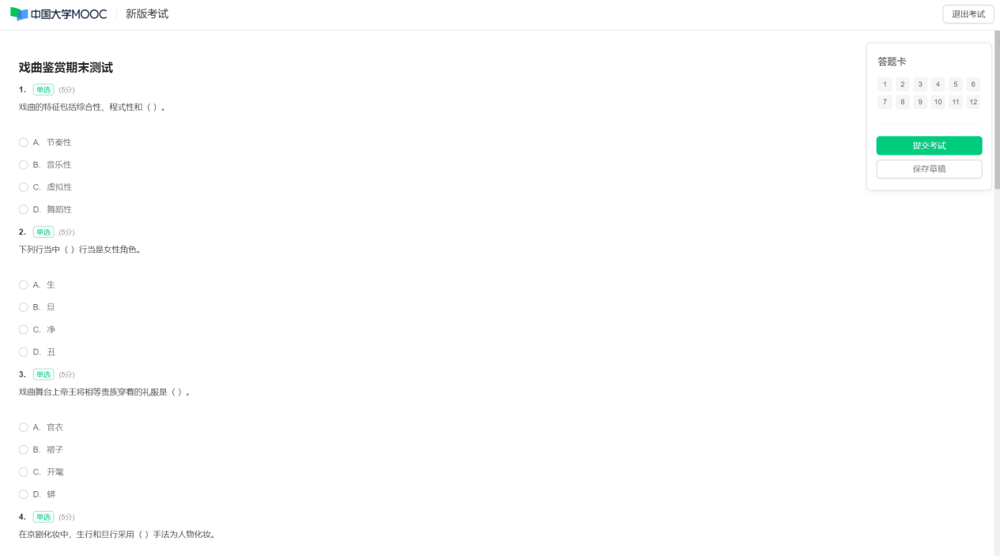 中国大学MOOC 新版考试 退出考试
戏曲鉴赏期末测试
1. 单选 (5分)
戏曲的特征包括综合性、程式性和（ ）。
A. 节奏性
B. 音乐性
C. 虚拟性
D. 舞蹈性
2. 单选 (5分)
下列行当中（ ）行当是女性角色。
A. 生
B. 旦
C. 净
D. 丑
3. 单选 (5分)
戏曲舞台上帝王将相等贵族穿着的礼服是（ ）。
A. 官衣
B. 褶子
C. 开氅
D. 蟒
4. 单选 (5分)
在京剧化妆中，生行和旦行采用（ ）手法为人物化妆。
答题卡
1 2 3 4 5 6
7 8 9 10 11 12
提交考试
保存草稿